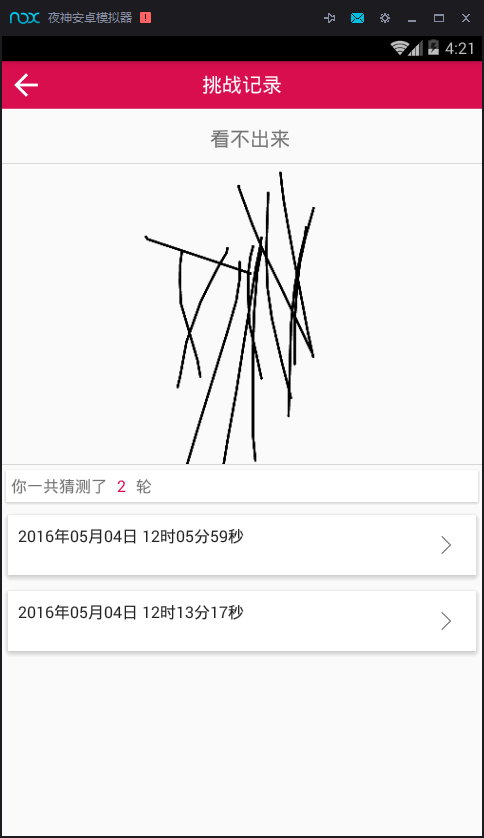 nox 夜神安卓模拟器
4:21
挑战记录
看不出来
你一共猜测了 2 轮
2016年05月04日 12时05分59秒
2016年05月04日 12时13分17秒